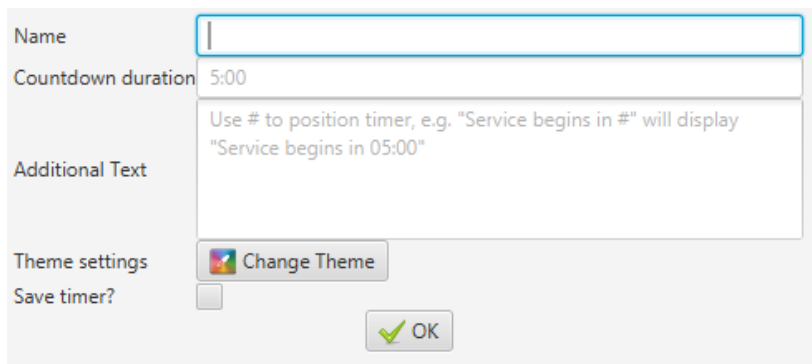 Name
Countdown duration 5:00
Use # to position timer, e.g. "Service begins in #" will display
"Service begins in 05:00"
Additional Text
Theme settings Change Theme
Save timer?
OK